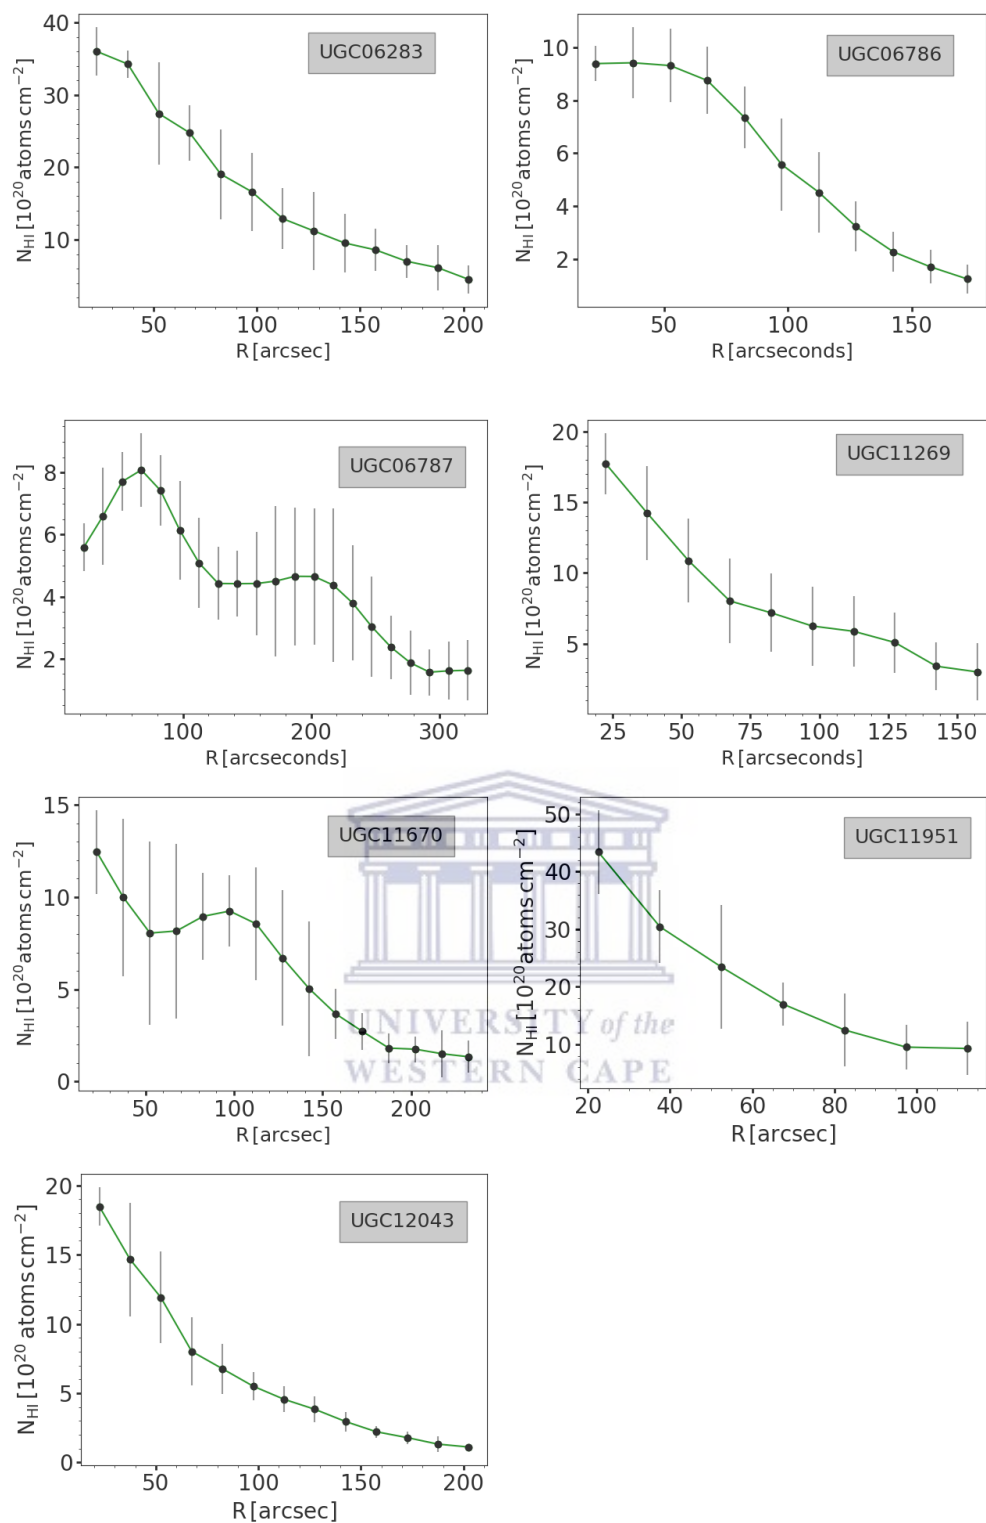 UGC06283
N_HI [10^20 atoms cm^−2]
40
30
20
10
50 100 150 200
R [arcsec]
UGC06786
N_HI [10^20 atoms cm^−2]
10
8
6
4
2
50 100 150
R [arcseconds]
UGC06787
N_HI [10^20 atoms cm^−2]
8
6
4
2
100 200 300
R [arcseconds]
UGC11269
N_HI [10^20 atoms cm^−2]
20
15
10
5
25 50 75 100 125 150
R [arcseconds]
UGC11670
N_HI [10^20 atoms cm^−2]
15
10
5
0
50 100 150 200
R [arcsec]
UGC11951
N_HI [10^20 atoms cm^−2]
50
40
30
20
10
20 40 60 80 100
R [arcsec]
UNIVERSITY of the
WESTERN CAPE
UGC12043
N_HI [10^20 atoms cm^−2]
20
15
10
5
0
50 100 150 200
R [arcsec]